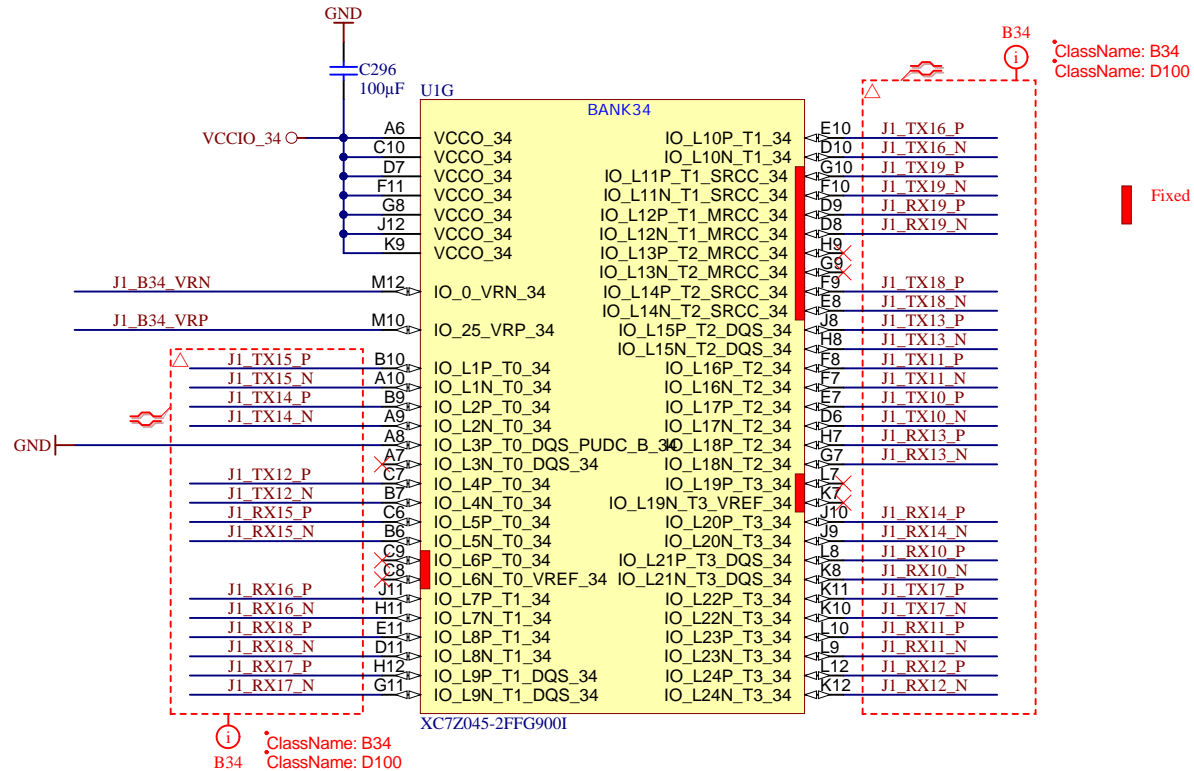 GND
C296
100µF
U1G
BANK34
VCCIO_34
A6 VCCO_34
C10 VCCO_34
D7 VCCO_34
F11 VCCO_34
G8 VCCO_34
J12 VCCO_34
K9 VCCO_34
J1_B34_VRN M12 IO_0_VRN_34
J1_B34_VRP M10 IO_25_VRP_34
J1_TX15_P B10 IO_L1P_T0_34
J1_TX15_N A10 IO_L1N_T0_34
J1_TX14_P B9 IO_L2P_T0_34
J1_TX14_N A9 IO_L2N_T0_34
GND A8 IO_L3P_T0_DQS_PUDC_B_34
A7 IO_L3N_T0_DQS_34
J1_TX12_P C7 IO_L4P_T0_34
J1_TX12_N B7 IO_L4N_T0_34
J1_RX15_P C6 IO_L5P_T0_34
J1_RX15_N B6 IO_L5N_T0_34
C9 IO_L6P_T0_34
C8 IO_L6N_T0_VREF_34
J1_RX16_P J11 IO_L7P_T1_34
J1_RX16_N H11 IO_L7N_T1_34
J1_RX18_P E11 IO_L8P_T1_34
J1_RX18_N D11 IO_L8N_T1_34
J1_RX17_P H12 IO_L9P_T1_DQS_34
J1_RX17_N G11 IO_L9N_T1_DQS_34
IO_L10P_T1_34 E10 J1_TX16_P
IO_L10N_T1_34 D10 J1_TX16_N
IO_L11P_T1_SRCC_34 G10 J1_TX19_P
IO_L11N_T1_SRCC_34 F10 J1_TX19_N
IO_L12P_T1_MRCC_34 D9 J1_RX19_P
IO_L12N_T1_MRCC_34 D8 J1_RX19_N
IO_L13P_T2_MRCC_34 H9
IO_L13N_T2_MRCC_34 G9
IO_L14P_T2_SRCC_34 F9 J1_TX18_P
IO_L14N_T2_SRCC_34 E8 J1_TX18_N
IO_L15P_T2_DQS_34 J8 J1_TX13_P
IO_L15N_T2_DQS_34 H8 J1_TX13_N
IO_L16P_T2_34 F8 J1_TX11_P
IO_L16N_T2_34 F7 J1_TX11_N
IO_L17P_T2_34 E7 J1_TX10_P
IO_L17N_T2_34 D6 J1_TX10_N
IO_L18P_T2_34 H7 J1_RX13_P
IO_L18N_T2_34 G7 J1_RX13_N
IO_L19P_T3_34 L7
IO_L19N_T3_VREF_34 K7
IO_L20P_T3_34 J10 J1_RX14_P
IO_L20N_T3_34 J9 J1_RX14_N
IO_L21P_T3_DQS_34 L8 J1_RX10_P
IO_L21N_T3_DQS_34 K8 J1_RX10_N
IO_L22P_T3_34 K11 J1_TX17_P
IO_L22N_T3_34 K10 J1_TX17_N
IO_L23P_T3_34 L10 J1_RX11_P
IO_L23N_T3_34 L9 J1_RX11_N
IO_L24P_T3_34 L12 J1_RX12_P
IO_L24N_T3_34 K12 J1_RX12_N
XC7Z045-2FFG900I
B34
i
ClassName: B34
ClassName: D100
Fixed
i
B34
ClassName: B34
ClassName: D100